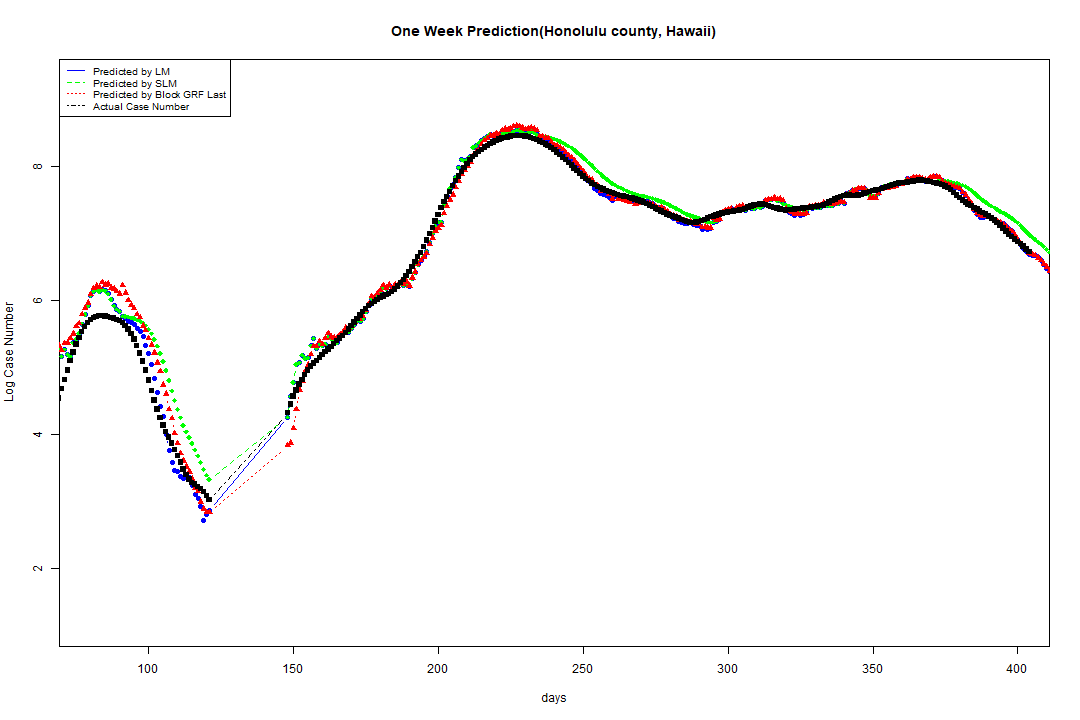 One Week Prediction(Honolulu county, Hawaii)
Predicted by LM
Predicted by SLM
Predicted by Block GRF Last
Actual Case Number
Log Case Number
8
6
4
2
100 150 200 250 300 350 400
days